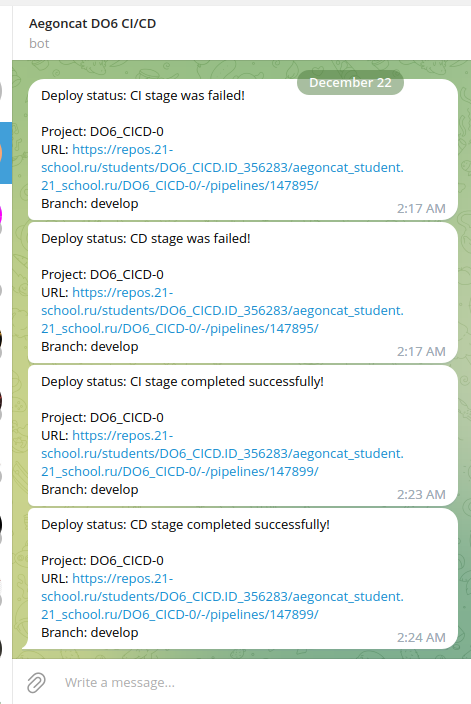 Aegoncat DO6 CI/CD
bot
December 22
Deploy status: CI stage was failed!
Project: DO6_CICD-0
URL: https://repos.21-
school.ru/students/DO6_CICD.ID_356283/aegoncat_student.
21_school.ru/DO6_CICD-0/-/pipelines/147895/
Branch: develop
2:17 AM
Deploy status: CD stage was failed!
Project: DO6_CICD-0
URL: https://repos.21-
school.ru/students/DO6_CICD.ID_356283/aegoncat_student.
21_school.ru/DO6_CICD-0/-/pipelines/147895/
Branch: develop
2:17 AM
Deploy status: CI stage completed successfully!
Project: DO6_CICD-0
URL: https://repos.21-
school.ru/students/DO6_CICD.ID_356283/aegoncat_student.
21_school.ru/DO6_CICD-0/-/pipelines/147899/
Branch: develop
2:23 AM
Deploy status: CD stage completed successfully!
Project: DO6_CICD-0
URL: https://repos.21-
school.ru/students/DO6_CICD.ID_356283/aegoncat_student.
21_school.ru/DO6_CICD-0/-/pipelines/147899/
Branch: develop
2:24 AM
Write a message...